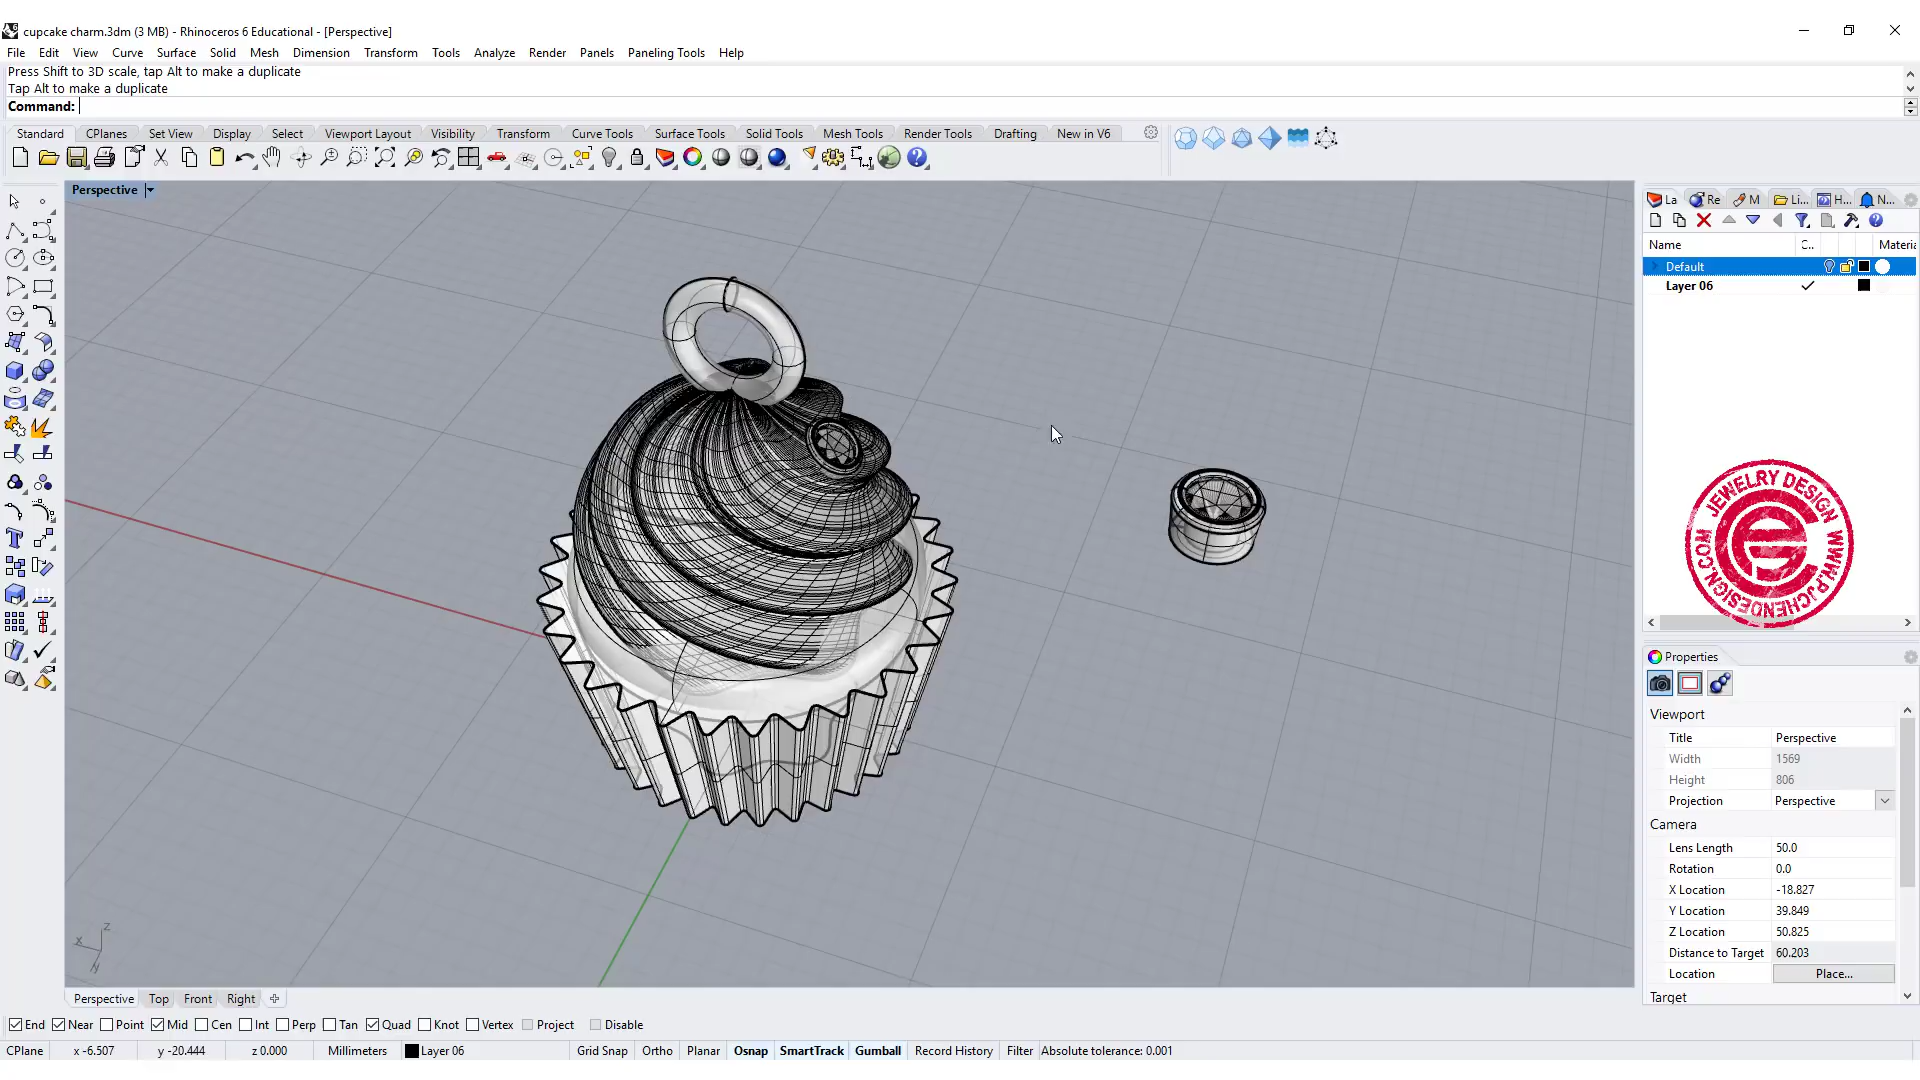 cupcake charm.3dm (3 MB) - Rhinoceros 6 Educational - [Perspective]
File Edit View Curve Surface Solid Mesh Dimension Transform Tools Analyze Render Panels Paneling Tools Help
Press Shift to 3D scale, tap Alt to make a duplicate
Tap Alt to make a duplicate
Command:
Standard CPlanes Set View Display Select Viewport Layout Visibility Transform Curve Tools Surface Tools Solid Tools Mesh Tools Render Tools Drafting New in V6
Perspective
La Re M Li... H... N...
Name C.. Materia
Default
Layer 06
JEWELRY DESIGN
WWW.PJCHENDESIGN.COM
Properties
Viewport
Title Perspective
Width 1569
Height 806
Projection Perspective
Camera
Lens Length 50.0
Rotation 0.0
X Location -18.827
Y Location 39.849
Z Location 50.825
Distance to Target 60.203
Location Place...
Target
z
x
y
Perspective Top Front Right
End Near Point Mid Cen Int Perp Tan Quad Knot Vertex Project Disable
CPlane x -6.507 y -20.444 z 0.000 Millimeters Layer 06 Grid Snap Ortho Planar Osnap SmartTrack Gumball Record History Filter Absolute tolerance: 0.001